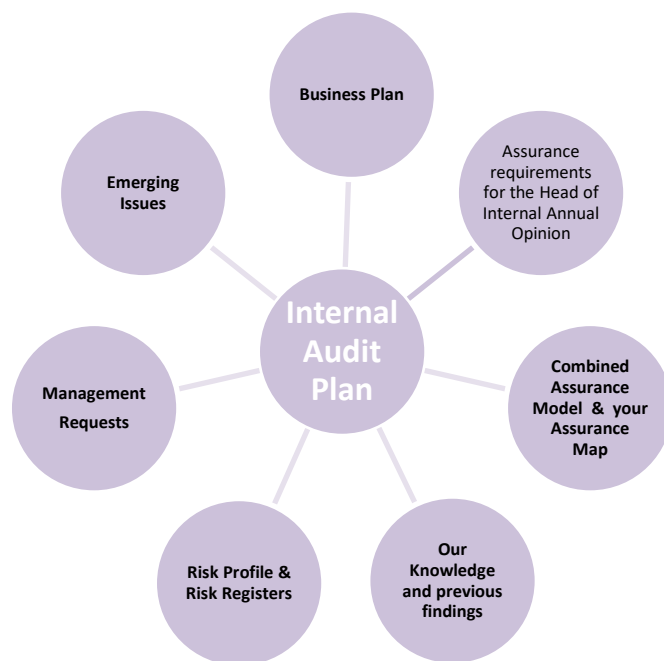 Business Plan
Assurance
requirements
for the Head of
Internal Annual
Opinion
Emerging
Issues
Internal
Audit
Plan
Combined
Assurance
Model & your
Assurance
Map
Management
Requests
Our
Knowledge
and previous
findings
Risk Profile &
Risk Registers